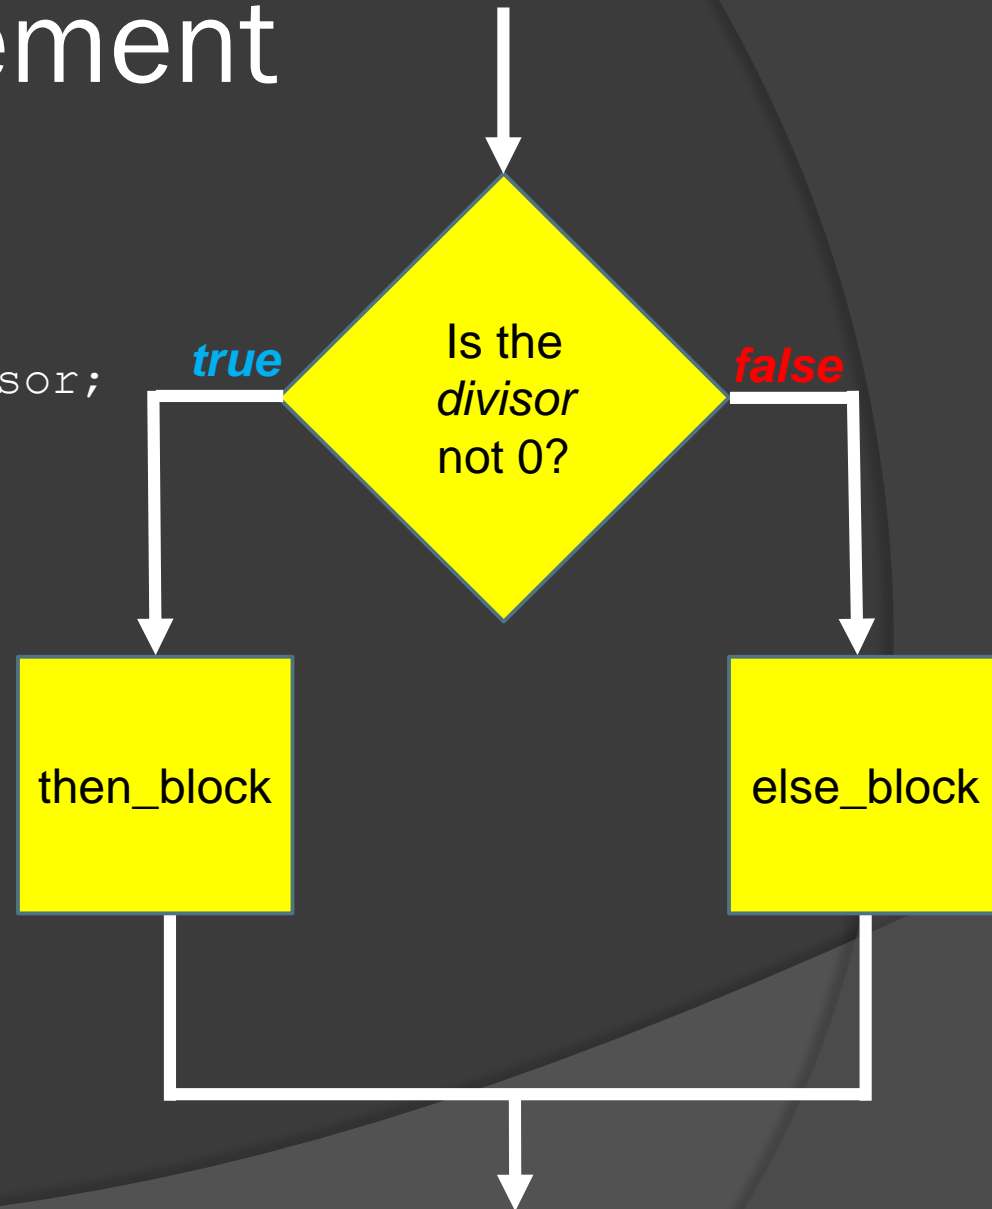 ement
true
Is the
divisor
not 0?
false
sor;
then_block
else_block